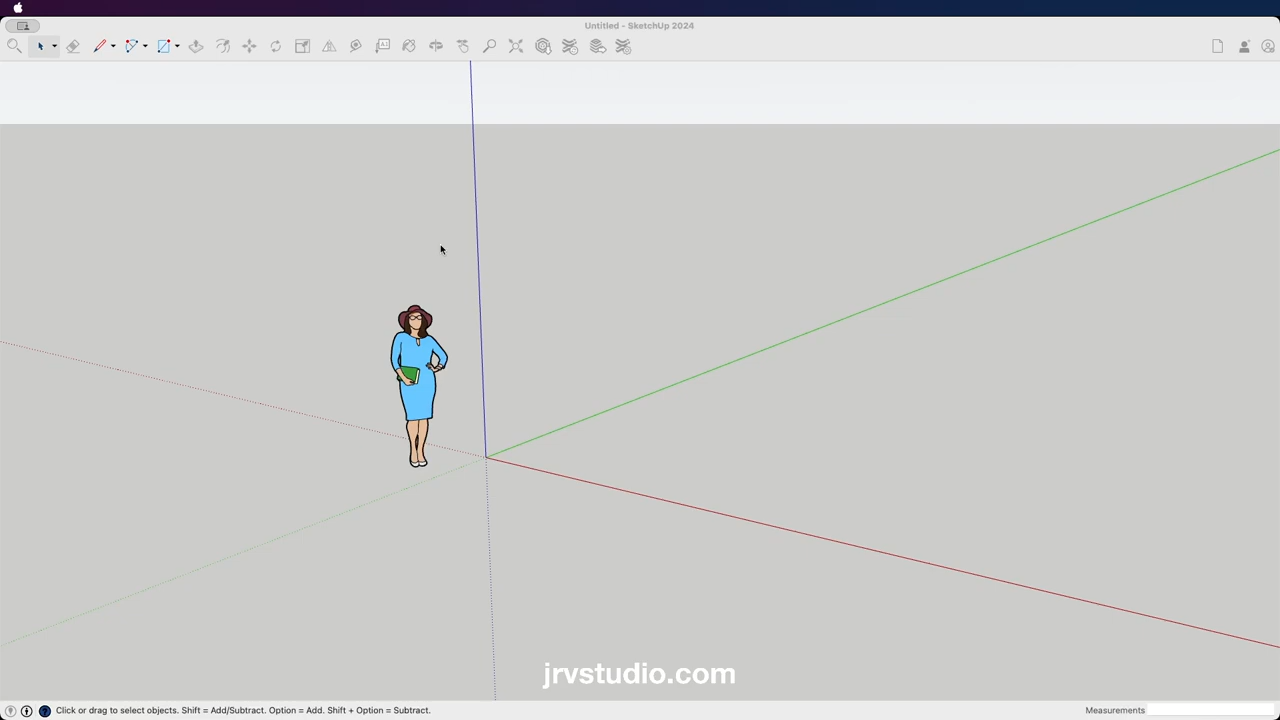 Untitled - SketchUp 2024
jrvstudio.com
Click or drag to select objects. Shift = Add/Subtract. Option = Add. Shift + Option = Subtract.
Measurements